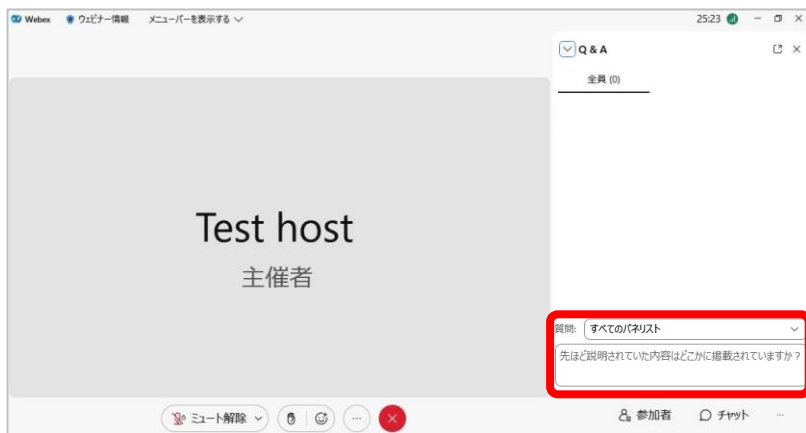 Webex ウェビナー情報 メニューバーを表示する 25:23
Q & A
全員 (0)
Test host
主催者
質問: すべてのパネリスト
先ほど説明されていた内容はどこかに掲載されていますか？
ミュート解除 参加者 チャット